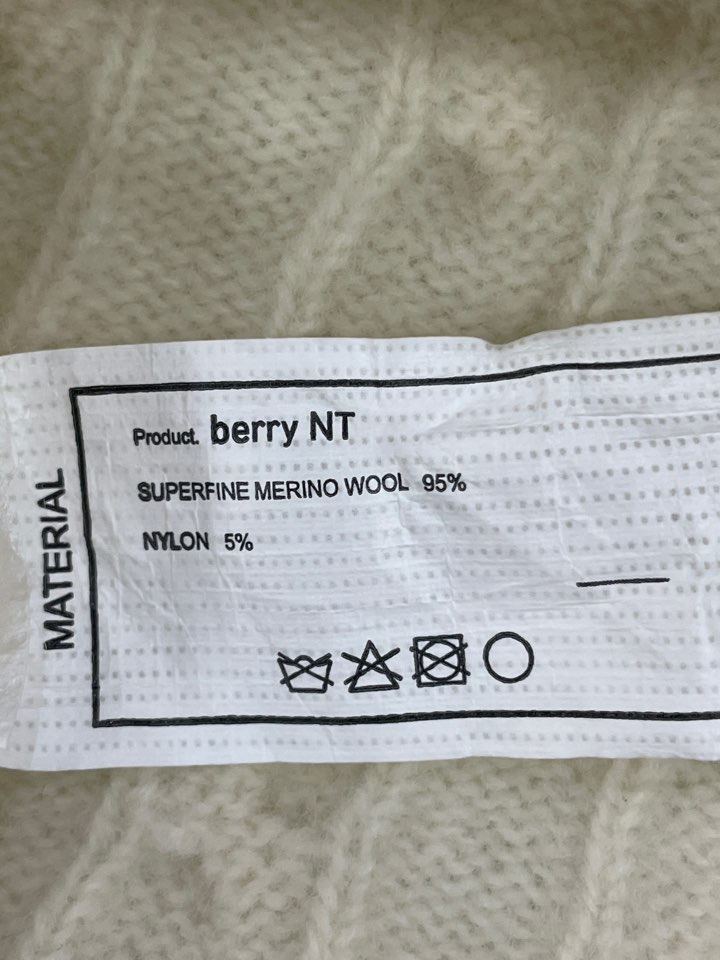 MATERIAL
Product. berry NT
SUPERFINE MERINO WOOL 95%
NYLON 5%